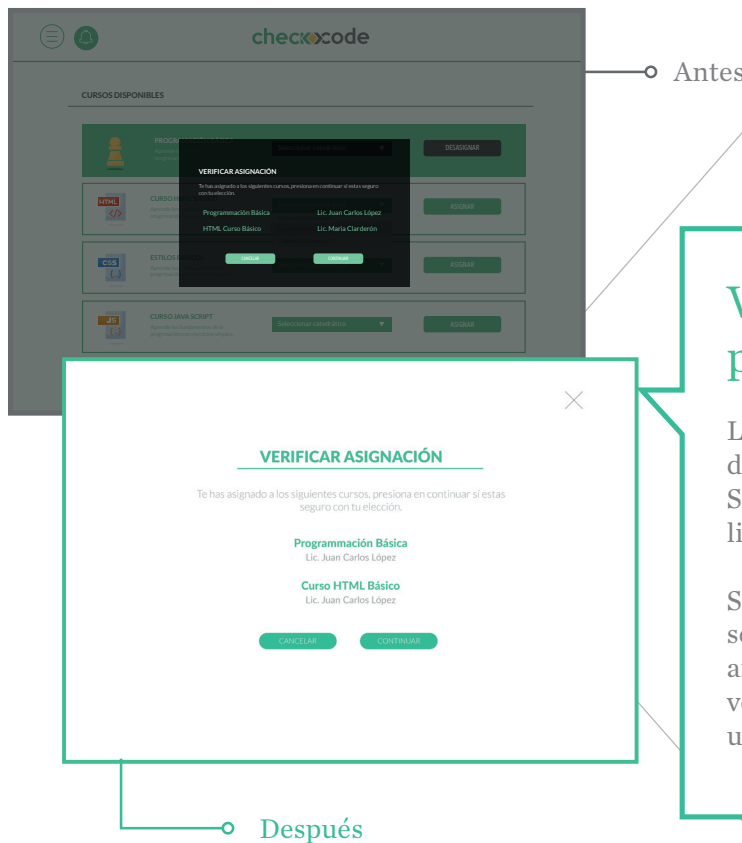 checkcode
Antes
CURSOS DISPONIBLES
DESASIGNAR
VERIFICAR ASIGNACIÓN
Te has asignado a los siguientes cursos, presiona en continuar si estas seguro
con tu elección.
Programmación Básica
Lic. Juan Carlos López
HTML Curso Básico
Lic. Maria Clarderón
CANCELAR
CONTINUAR
HTML
ASIGNAR
CSS
ASIGNAR
JS
CURSO JAVA SCRIPT
Seleccionar catedrático
ASIGNAR
VERIFICAR ASIGNACIÓN
Te has asignado a los siguientes cursos, presiona en continuar si estas
seguro con tu elección.
Programmación Básica
Lic. Juan Carlos López
Curso HTML Básico
Lic. Juan Carlos López
CANCELAR
CONTINUAR
Después